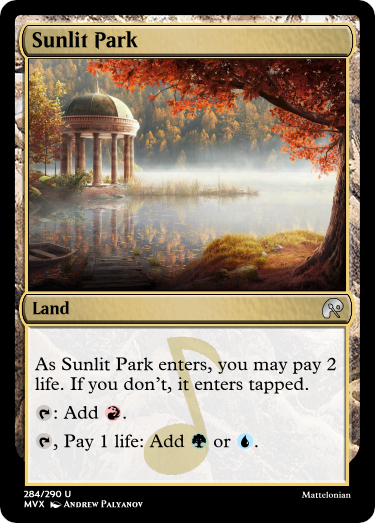 Sunlit Park
Land
As Sunlit Park enters, you may pay 2
life. If you don't, it enters tapped.
: Add .
, Pay 1 life: Add or .
284/290 U
MVX Andrew Palyanov
Mattelonian